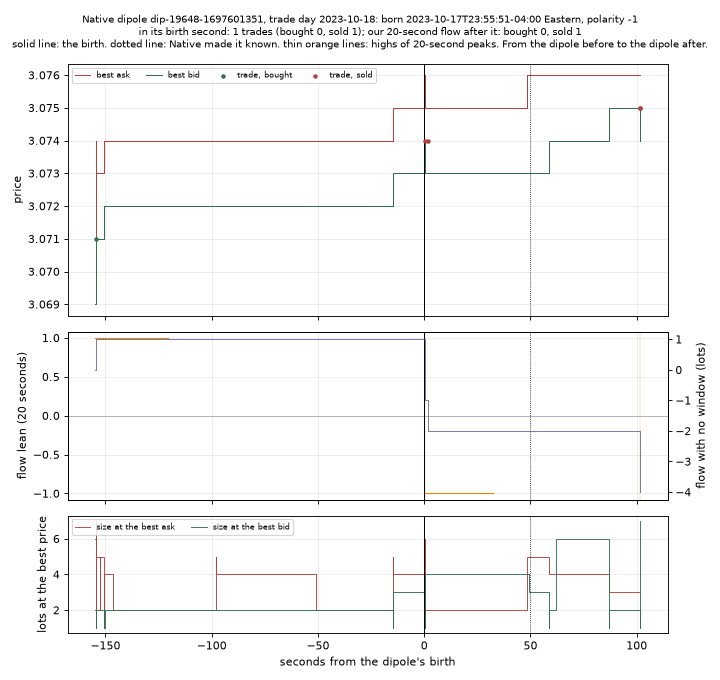 Native dipole dip-19648-1697601351, trade day 2023-10-18: born 2023-10-17T23:55:51-04:00 Eastern, polarity -1
in its birth second: 1 trades (bought 0, sold 1); our 20-second flow after it: bought 0, sold 1
solid line: the birth. dotted line: Native made it known. thin orange lines: highs of 20-second peaks. From the dipole before to the dipole after.
best ask
best bid
trade, bought
trade, sold
3.076
3.075
3.074
3.073
3.072
3.071
3.070
3.069
price
1.0
0.5
0.0
−0.5
−1.0
flow lean (20 seconds)
1
0
−1
−2
−3
−4
flow with no window (lots)
size at the best ask
size at the best bid
6
4
2
lots at the best price
−150
−100
−50
0
50
100
seconds from the dipole's birth